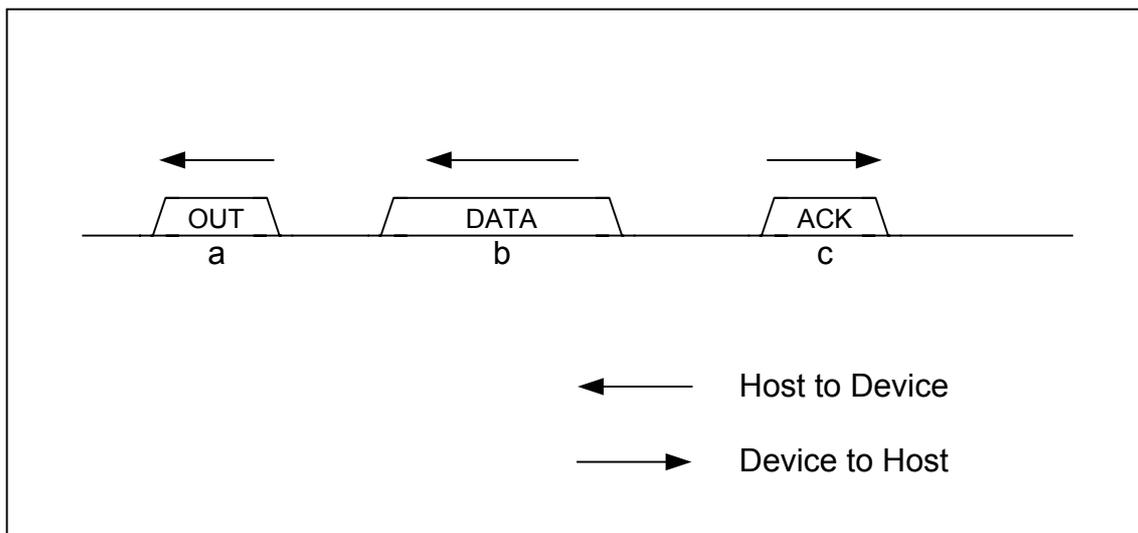 OUT DATA ACK
a b c
Host to Device
Device to Host